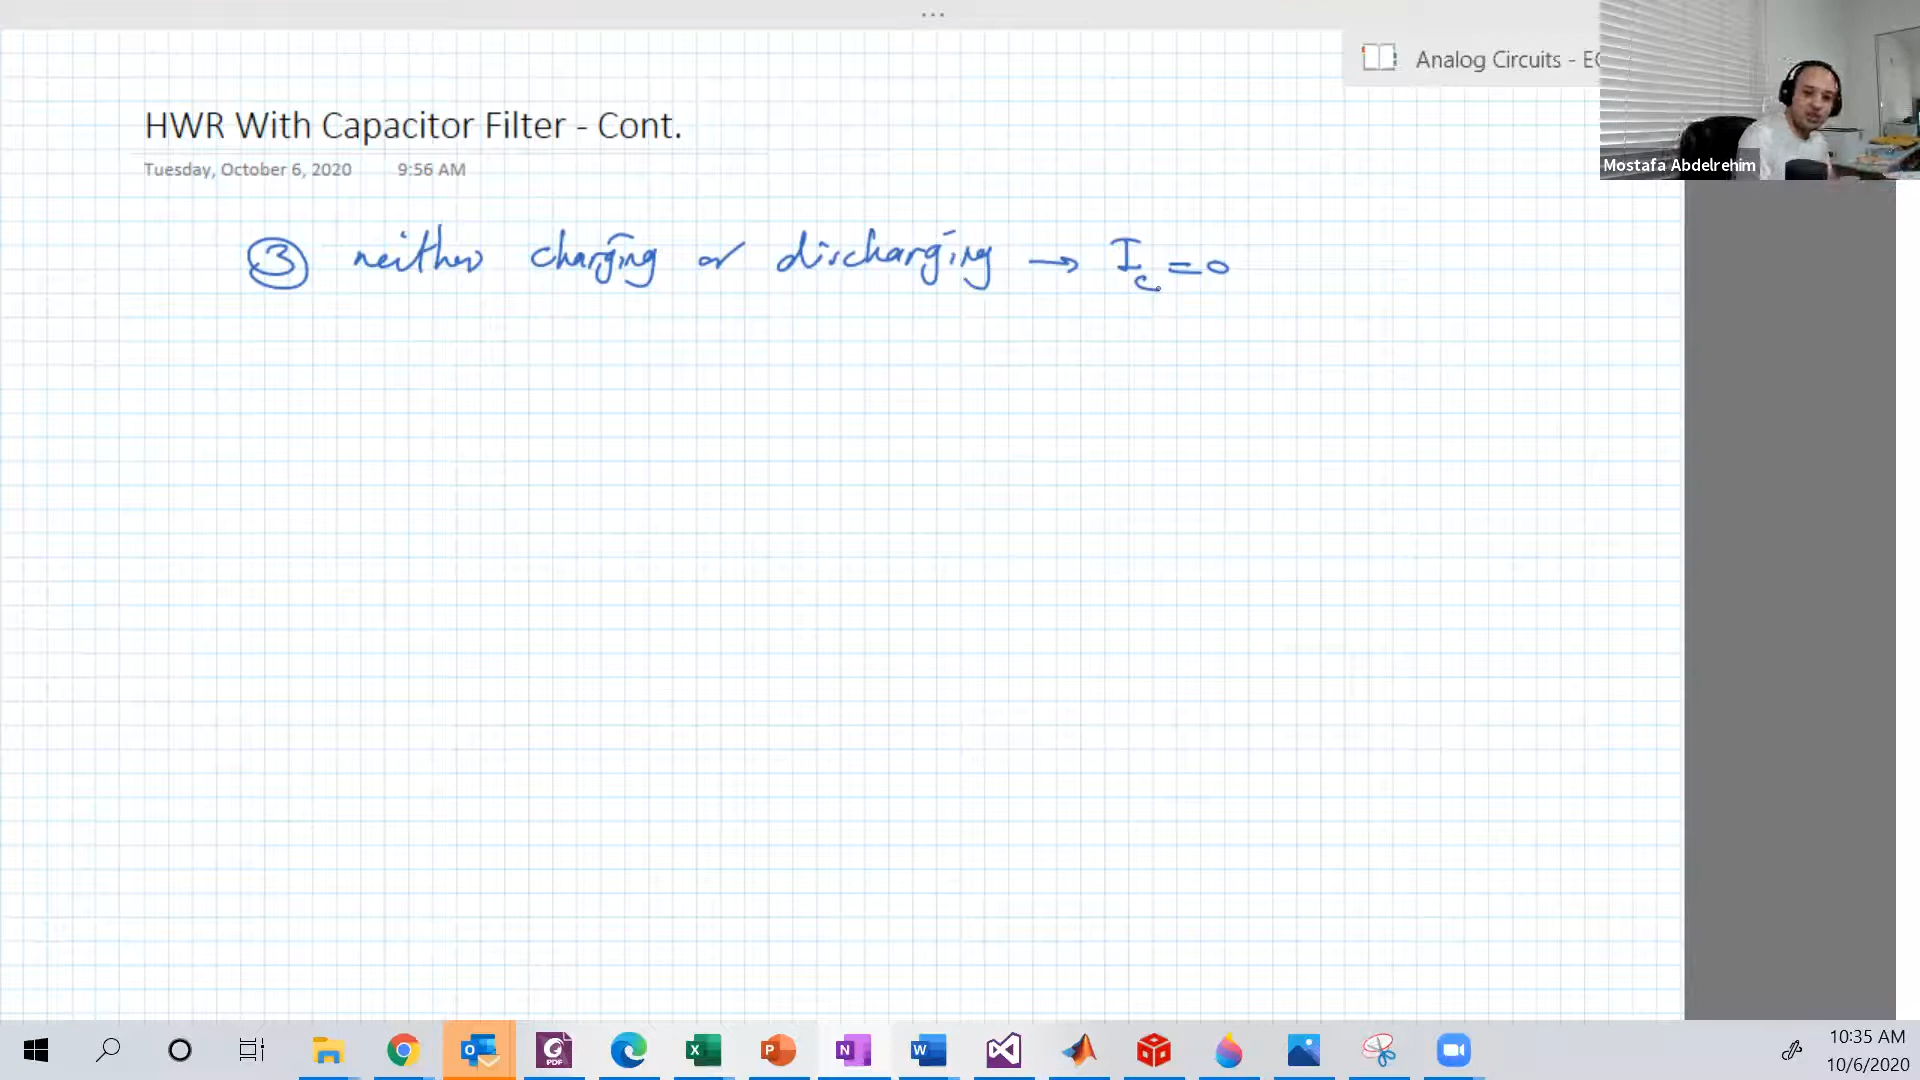 ...
Analog Circuits - EC
Mostafa Abdelrehim
HWR With Capacitor Filter - Cont.
Tuesday, October 6, 2020 9:56 AM
③ neither charging or discharging → I_c = 0
10:35 AM
10/6/2020